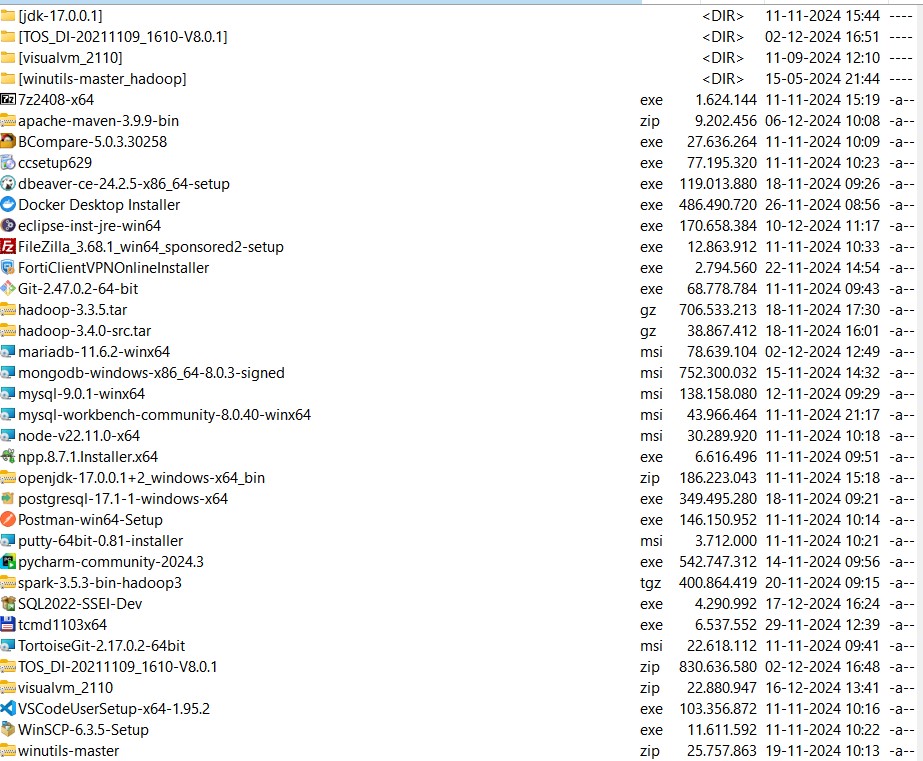 [jdk-17.0.0.1] <DIR> 11-11-2024 15:44 ----
[TOS_DI-20211109_1610-V8.0.1] <DIR> 02-12-2024 16:51 ----
[visualvm_2110] <DIR> 11-09-2024 12:10 ----
[winutils-master_hadoop] <DIR> 15-05-2024 21:44 ----
7z2408-x64 exe 1.624.144 11-11-2024 15:19 -a--
apache-maven-3.9.9-bin zip 9.202.456 06-12-2024 10:08 -a--
BCompare-5.0.3.30258 exe 27.636.264 11-11-2024 10:09 -a--
ccsetup629 exe 77.195.320 11-11-2024 10:23 -a--
dbeaver-ce-24.2.5-x86_64-setup exe 119.013.880 18-11-2024 09:26 -a--
Docker Desktop Installer exe 486.490.720 26-11-2024 08:56 -a--
eclipse-inst-jre-win64 exe 170.658.384 10-12-2024 11:17 -a--
FileZilla_3.68.1_win64_sponsored2-setup exe 12.863.912 11-11-2024 10:33 -a--
FortiClientVPNOnlineInstaller exe 2.794.560 22-11-2024 14:54 -a--
Git-2.47.0.2-64-bit exe 68.778.784 11-11-2024 09:43 -a--
hadoop-3.3.5.tar gz 706.533.213 18-11-2024 17:30 -a--
hadoop-3.4.0-src.tar gz 38.867.412 18-11-2024 16:01 -a--
mariadb-11.6.2-winx64 msi 78.639.104 02-12-2024 12:49 -a--
mongodb-windows-x86_64-8.0.3-signed msi 752.300.032 15-11-2024 14:32 -a--
mysql-9.0.1-winx64 msi 138.158.080 12-11-2024 09:29 -a--
mysql-workbench-community-8.0.40-winx64 msi 43.966.464 11-11-2024 21:17 -a--
node-v22.11.0-x64 msi 30.289.920 11-11-2024 10:18 -a--
npp.8.7.1.Installer.x64 exe 6.616.496 11-11-2024 09:51 -a--
openjdk-17.0.0.1+2_windows-x64_bin zip 186.223.043 11-11-2024 15:18 -a--
postgresql-17.1-1-windows-x64 exe 349.495.280 18-11-2024 09:21 -a--
Postman-win64-Setup exe 146.150.952 11-11-2024 10:14 -a--
putty-64bit-0.81-installer msi 3.712.000 11-11-2024 10:21 -a--
pycharm-community-2024.3 exe 542.747.312 14-11-2024 09:56 -a--
spark-3.5.3-bin-hadoop3 tgz 400.864.419 20-11-2024 09:15 -a--
SQL2022-SSEI-Dev exe 4.290.992 17-12-2024 16:24 -a--
tcmd1103x64 exe 6.537.552 29-11-2024 12:39 -a--
TortoiseGit-2.17.0.2-64bit msi 22.618.112 11-11-2024 09:41 -a--
TOS_DI-20211109_1610-V8.0.1 zip 830.636.580 02-12-2024 16:48 -a--
visualvm_2110 zip 22.880.947 16-12-2024 13:41 -a--
VSCodeUserSetup-x64-1.95.2 exe 103.356.872 11-11-2024 10:16 -a--
WinSCP-6.3.5-Setup exe 11.611.592 11-11-2024 10:22 -a--
winutils-master zip 25.757.863 19-11-2024 10:13 -a--